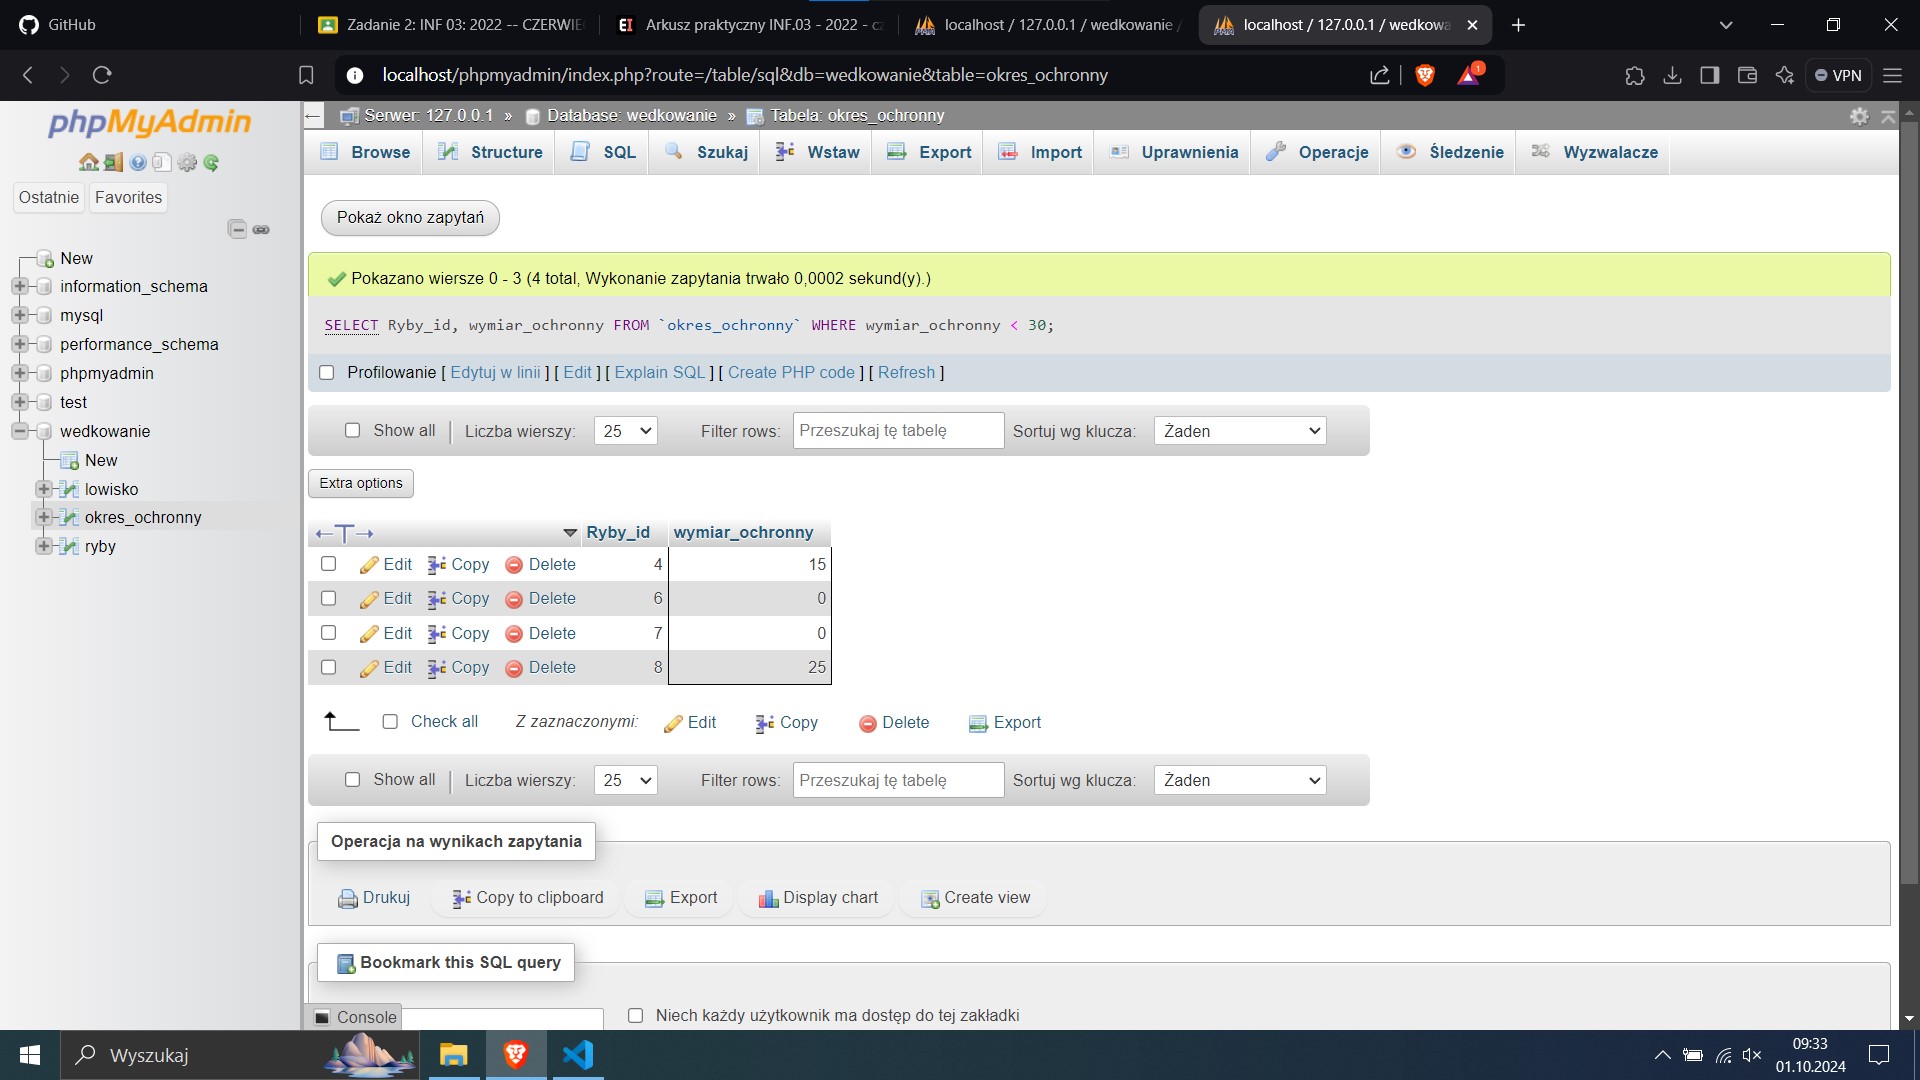 GitHub
Zadanie 2: INF 03: 2022 -- CZERWIE
Arkusz praktyczny INF.03 - 2022 - cz
localhost / 127.0.0.1 / wedkowanie /
localhost / 127.0.0.1 / wedkowa
localhost/phpmyadmin/index.php?route=/table/sql&db=wedkowanie&table=okres_ochronny
1
VPN
phpMyAdmin
Ostatnie
Favorites
New
information_schema
mysql
performance_schema
phpmyadmin
test
wedkowanie
New
lowisko
okres_ochronny
ryby
Serwer: 127.0.0.1 » Database: wedkowanie » Tabela: okres_ochronny
Browse Structure SQL Szukaj Wstaw Export Import Uprawnienia Operacje Śledzenie Wyzwalacze
Pokaż okno zapytań
Pokazano wiersze 0 - 3 (4 total, Wykonanie zapytania trwało 0,0002 sekund(y).)
SELECT Ryby_id, wymiar_ochronny FROM `okres_ochronny` WHERE wymiar_ochronny < 30;
Profilowanie [ Edytuj w linii ] [ Edit ] [ Explain SQL ] [ Create PHP code ] [ Refresh ]
Show all | Liczba wierszy: 25 Filter rows: Przeszukaj tę tabelę Sortuj wg klucza: Żaden
Extra options
Ryby_id wymiar_ochronny
Edit Copy Delete 4 15
Edit Copy Delete 6 0
Edit Copy Delete 7 0
Edit Copy Delete 8 25
Check all Z zaznaczonymi: Edit Copy Delete Export
Show all | Liczba wierszy: 25 Filter rows: Przeszukaj tę tabelę Sortuj wg klucza: Żaden
Operacja na wynikach zapytania
Drukuj Copy to clipboard Export Display chart Create view
Bookmark this SQL query
Console
Niech każdy użytkownik ma dostęp do tej zakładki
Wyszukaj
09:33
01.10.2024